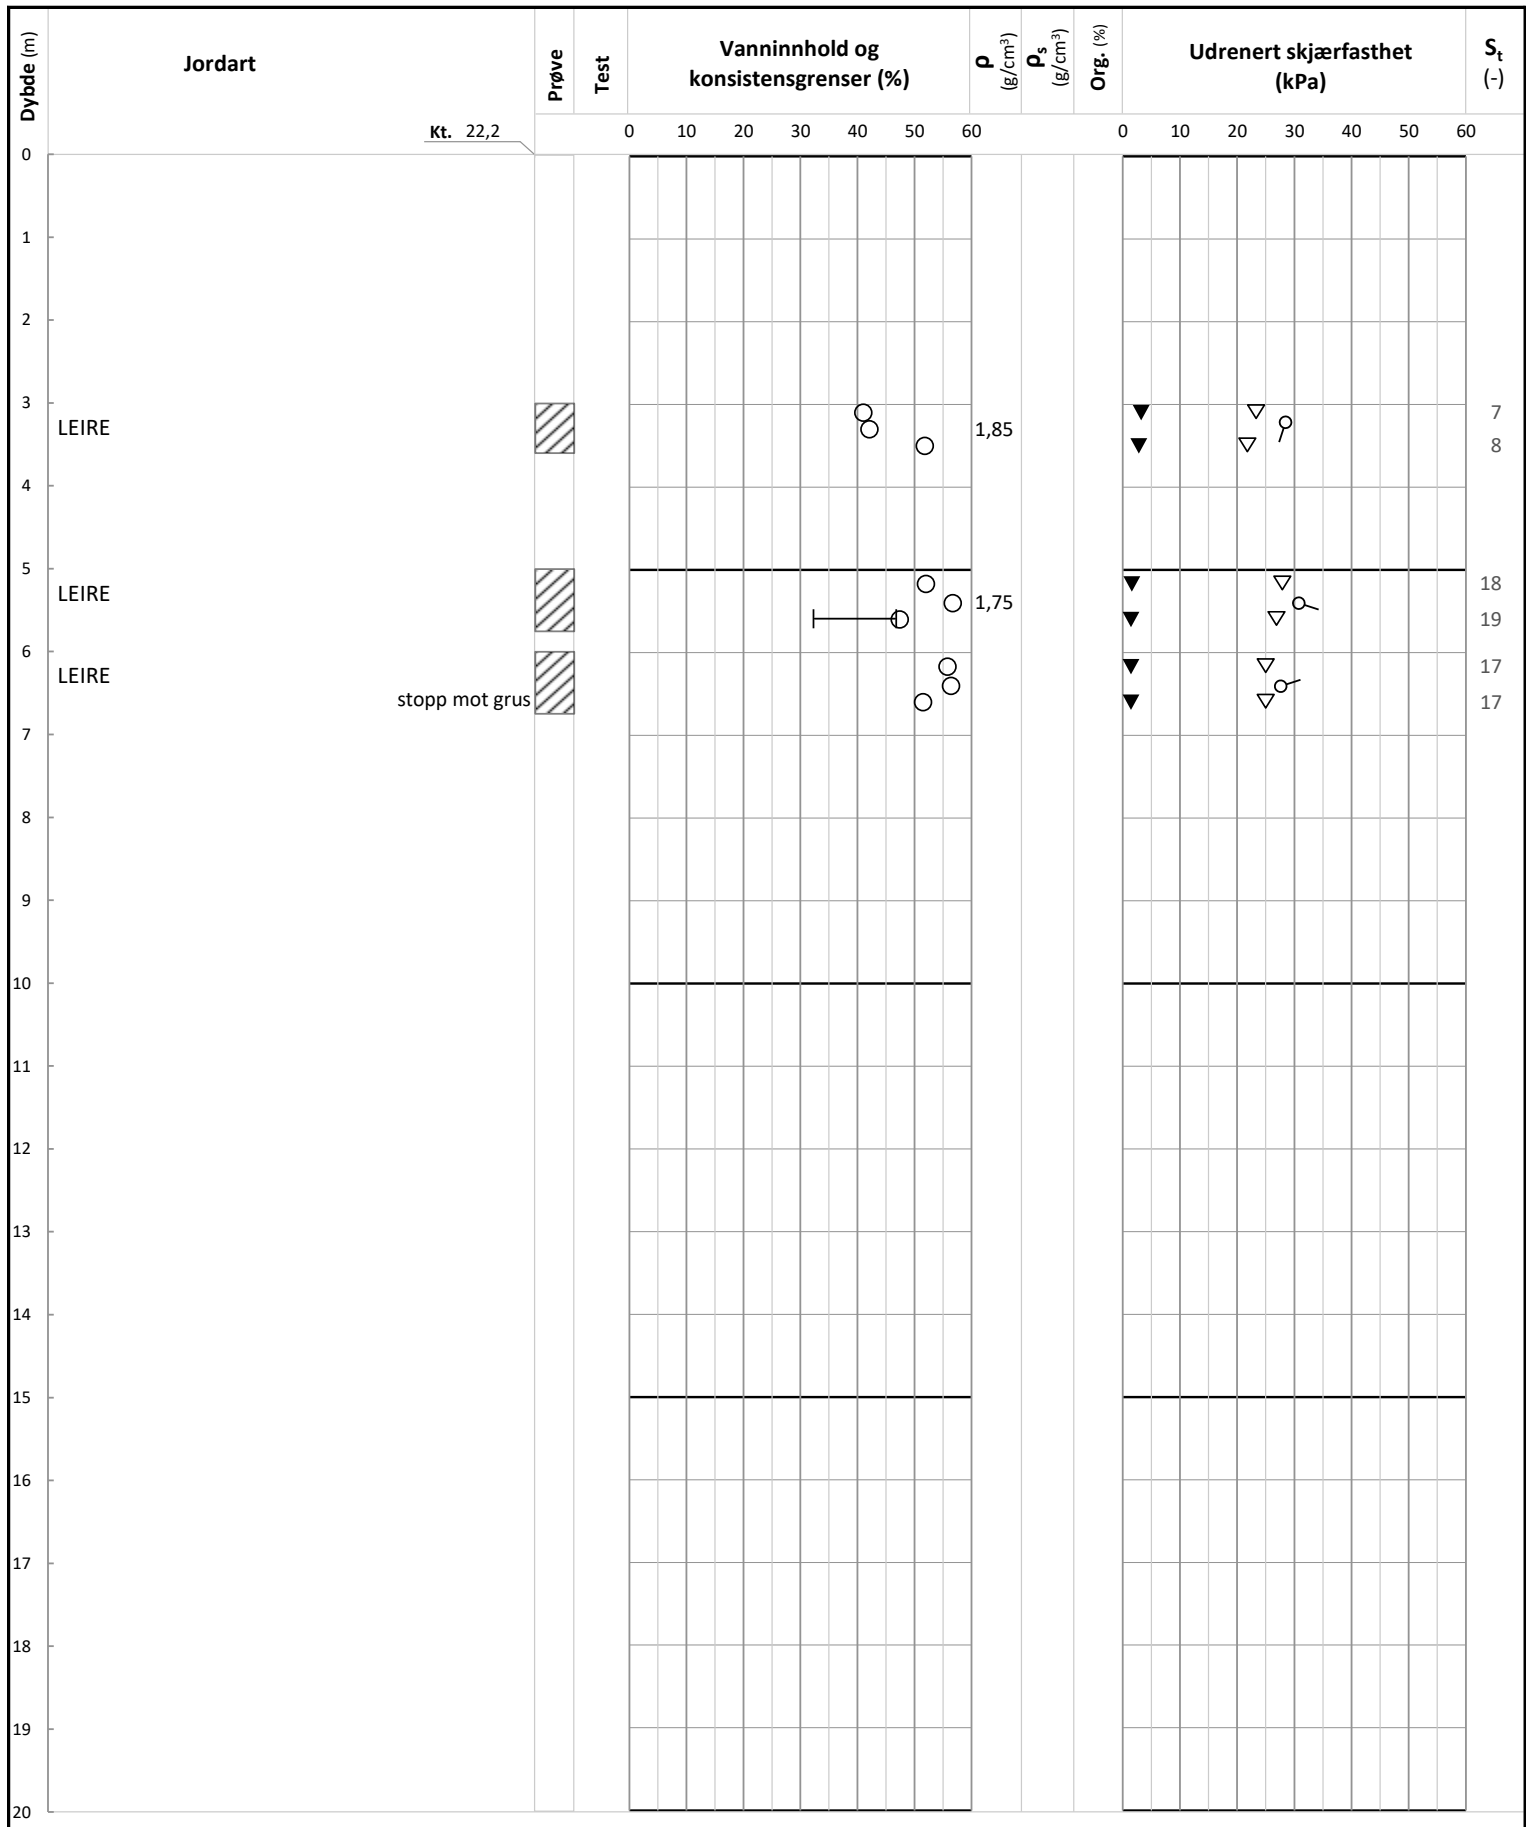 Dybde (m)
Jordart
Prøve
Test
Vanninnhold og
konsistensgrenser (%)
ρ
(g/cm³)
ρs
(g/cm³)
Org. (%)
Udrenert skjærfasthet
(kPa)
St
(-)
Kt. 22,2
0 10 20 30 40 50 60
0 10 20 30 40 50 60
0
1
2
3
LEIRE
1,85
7
8
4
5
LEIRE
1,75
18
19
6
LEIRE
17
stopp mot grus
17
7
8
9
10
11
12
13
14
15
16
17
18
19
20